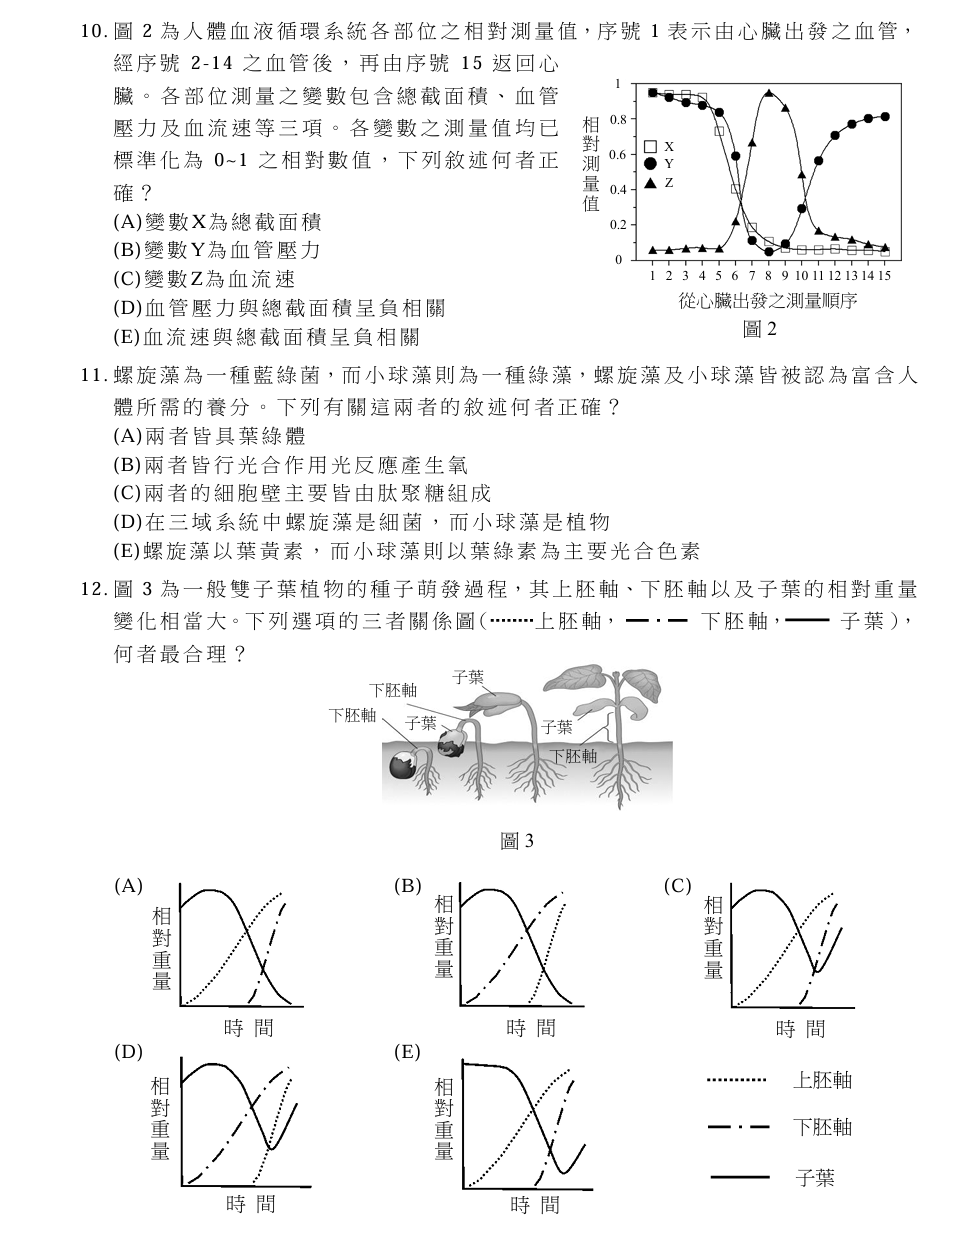 10. 圖 2 為人體血液循環系統各部位之相對測量值，序號 1 表示由心臟出發之血管，
經序號 2-14 之血管後，再由序號 15 返回心
臟。各部位測量之變數包含總截面積、血管
壓力及血流速等三項。各變數之測量值均已
標準化為 0~1 之相對數值，下列敘述何者正
確？
(A)變數X為總截面積
(B)變數Y為血管壓力
(C)變數Z為血流速
(D)血管壓力與總截面積呈負相關
(E)血流速與總截面積呈負相關
相對測量值
1
0.8
0.6
0.4
0.2
0
X
Y
Z
1 2 3 4 5 6 7 8 9 10 11 12 13 14 15
從心臟出發之測量順序
圖 2
11. 螺旋藻為一種藍綠菌，而小球藻則為一種綠藻，螺旋藻及小球藻皆被認為富含人
體所需的養分。下列有關這兩者的敘述何者正確？
(A)兩者皆具葉綠體
(B)兩者皆行光合作用光反應產生氧
(C)兩者的細胞壁主要皆由肽聚糖組成
(D)在三域系統中螺旋藻是細菌，而小球藻是植物
(E)螺旋藻以葉黃素，而小球藻則以葉綠素為主要光合色素
12. 圖 3 為一般雙子葉植物的種子萌發過程，其上胚軸、下胚軸以及子葉的相對重量
變化相當大。下列選項的三者關係圖(上胚軸， 下胚軸， 子葉)，
何者最合理？
子葉
下胚軸
下胚軸
子葉
子葉
下胚軸
圖 3
(A)
相對重量
時 間
(B)
相對重量
時 間
(C)
相對重量
時 間
(D)
相對重量
時 間
(E)
相對重量
時 間
上胚軸
下胚軸
子葉